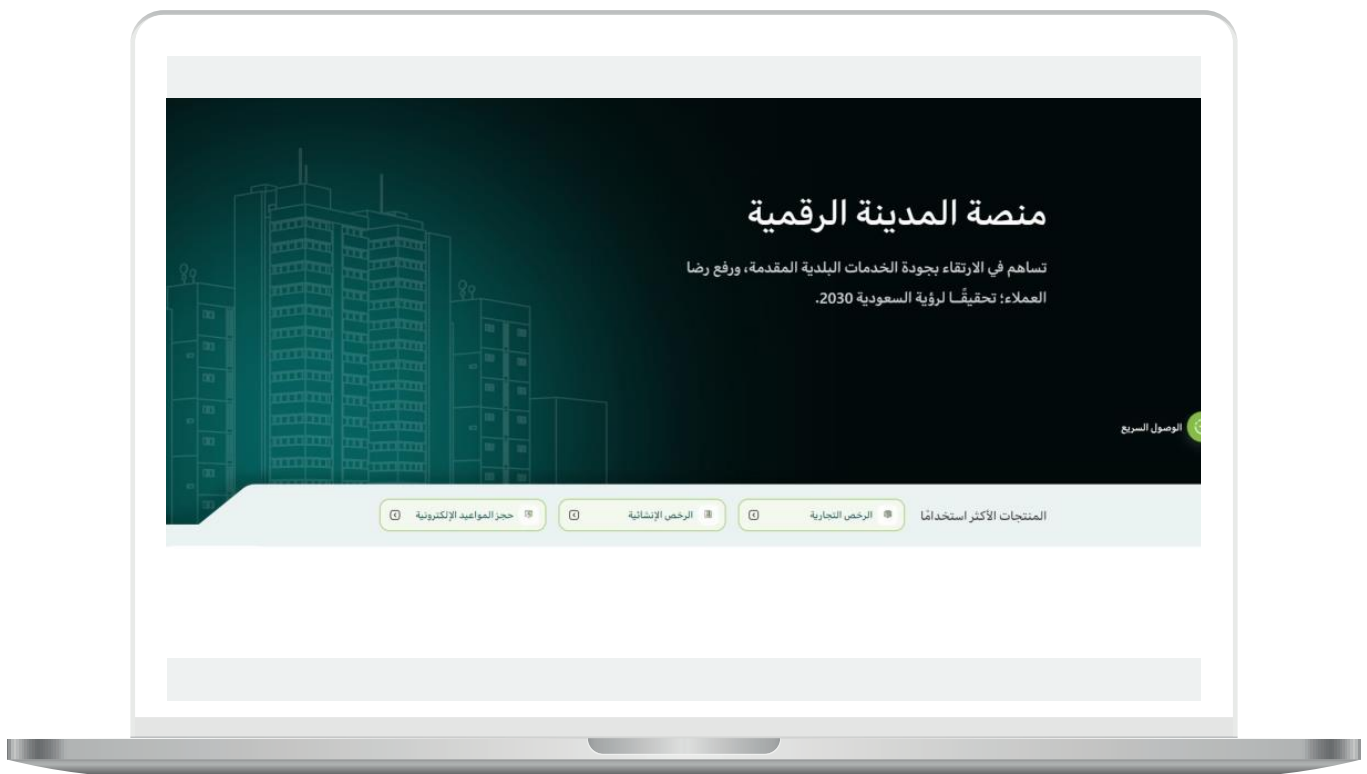 منصة المدينة الرقمية
تساهم في الارتقاء بجودة الخدمات البلدية المقدمة، ورفع رضا
العملاء؛ تحقيقًـا لرؤية السعودية 2030.
الوصول السريع
المنتجات الأكثر استخدامًا
الرخص التجارية
الرخص الإنشائية
حجز المواعيد الإلكترونية